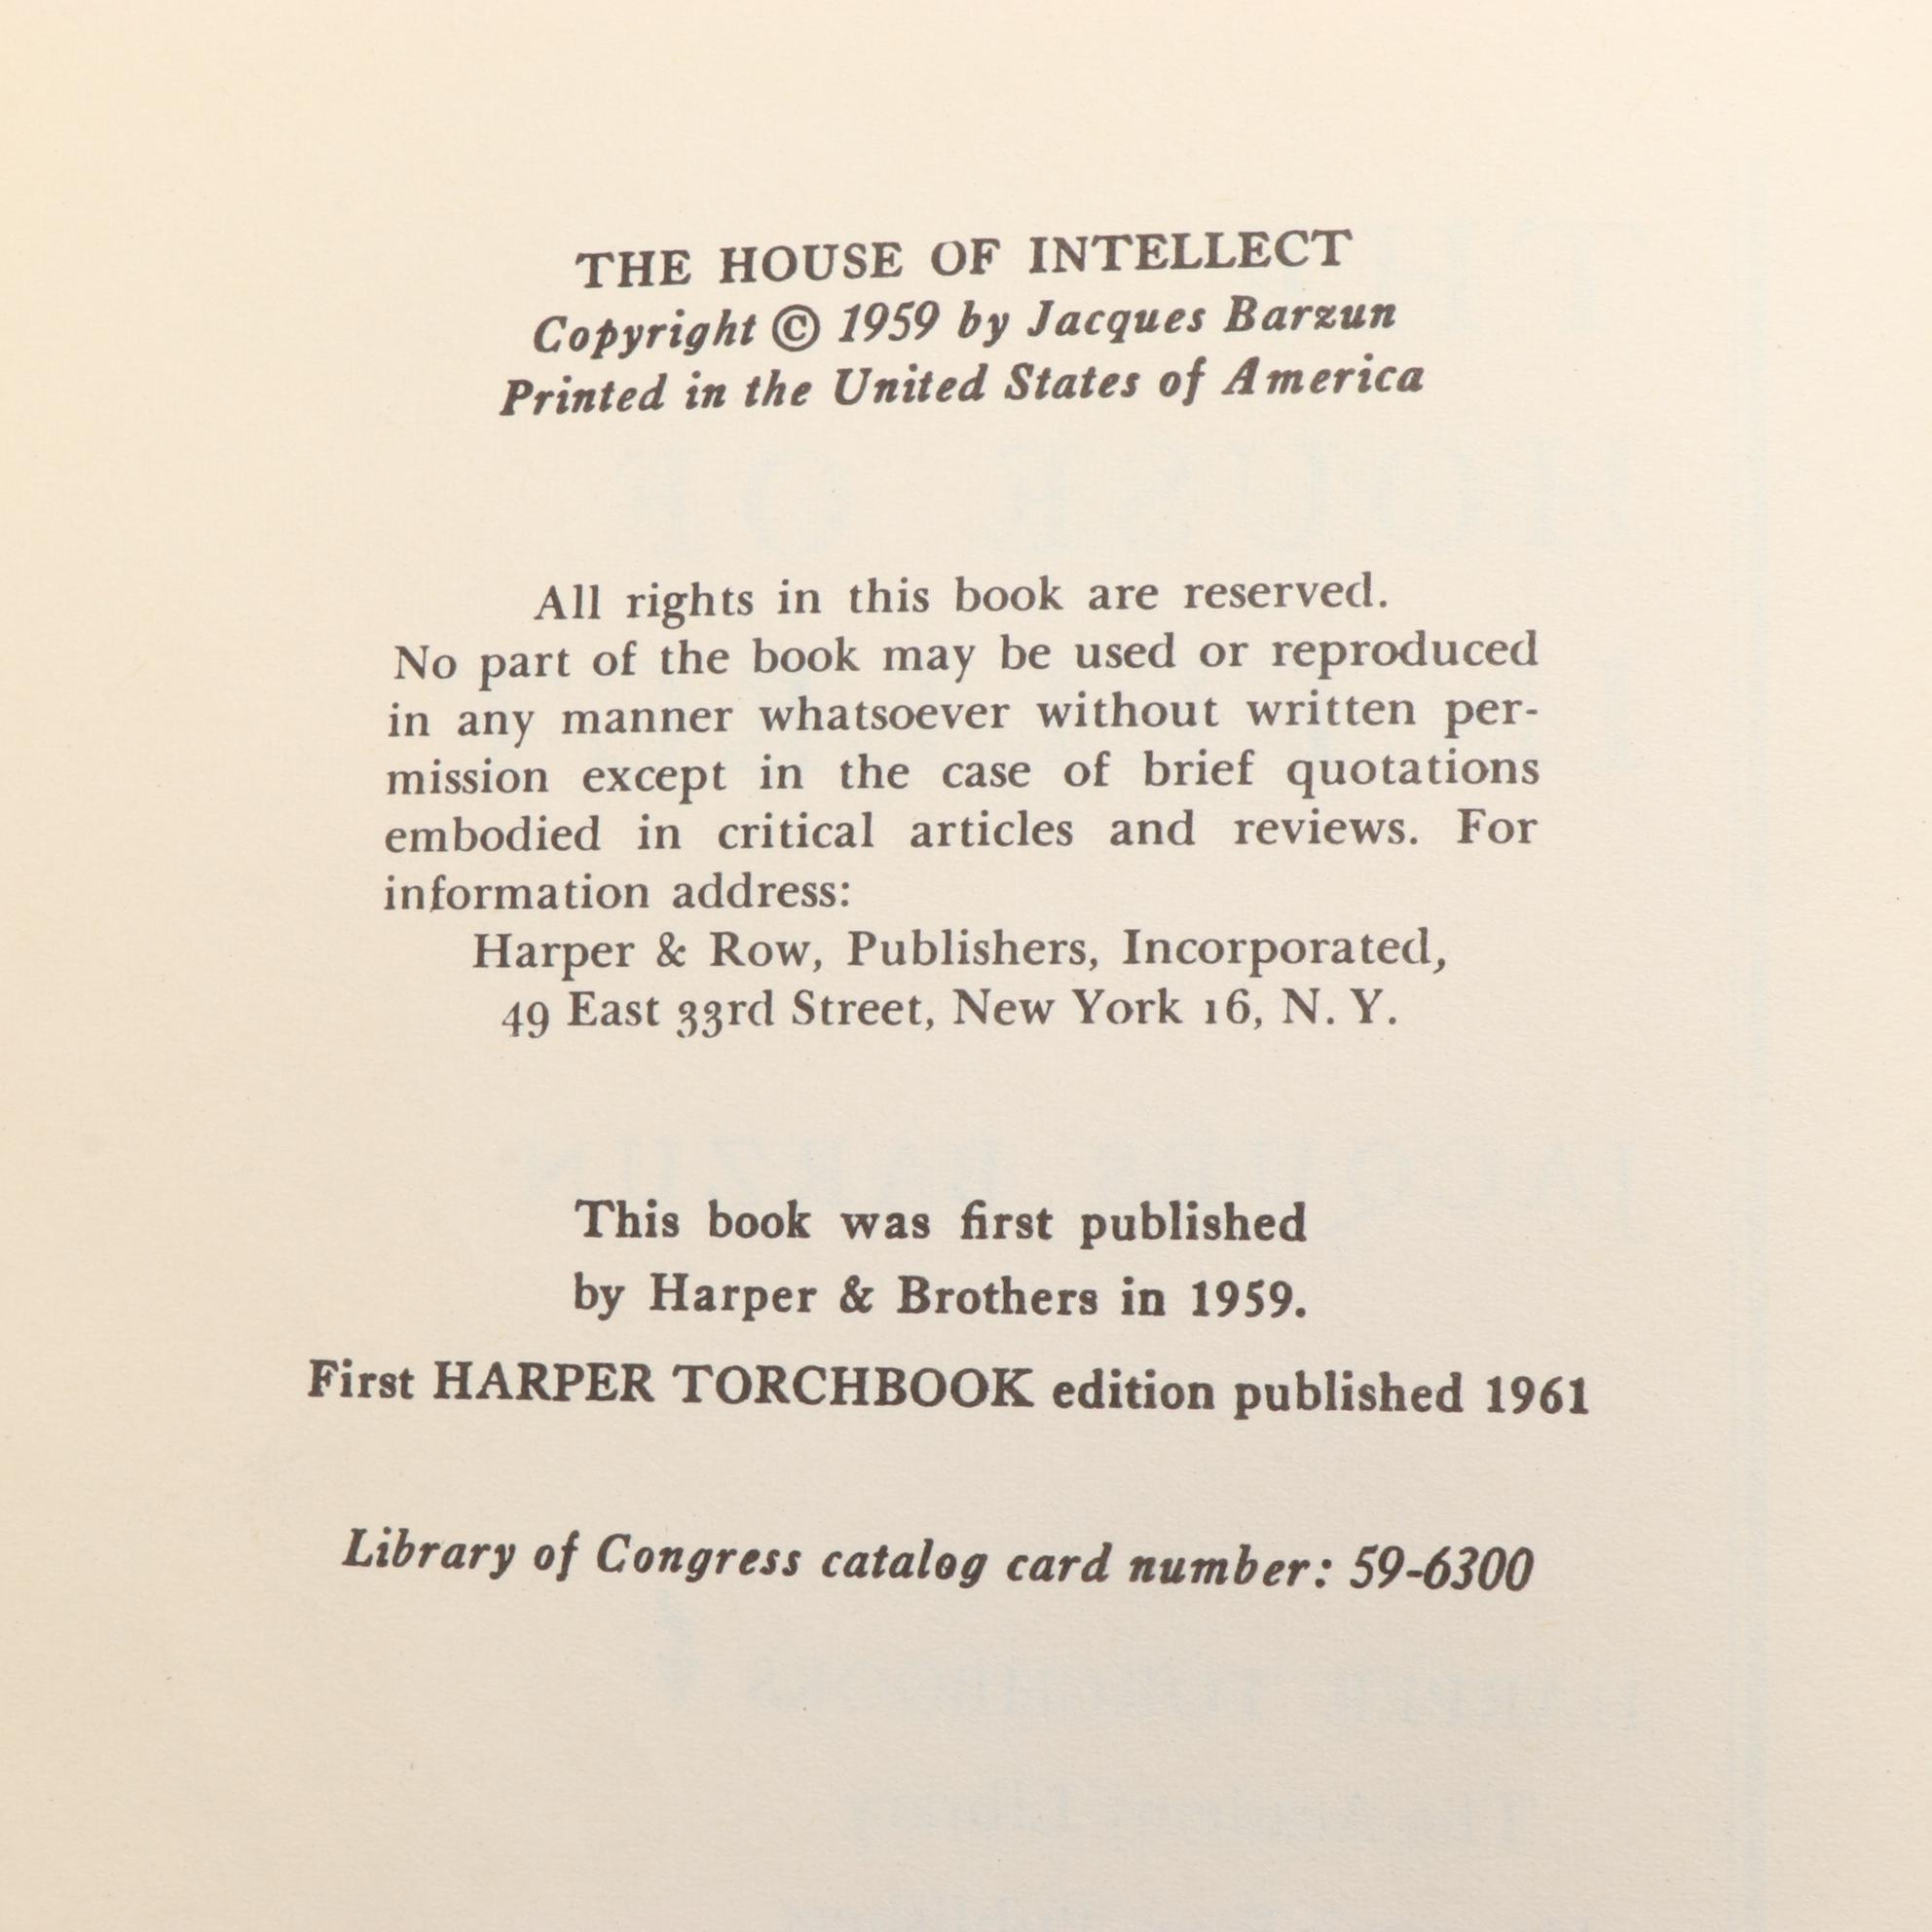 THE HOUSE OF INTELLECT
Copyright © 1959 by Jacques Barzun
Printed in the United States of America
All rights in this book are reserved.
No part of the book may be used or reproduced
in any manner whatsoever without written per-
mission except in the case of brief quotations
embodied in critical articles and reviews. For
information address:
Harper & Row, Publishers, Incorporated,
49 East 33rd Street, New York 16, N. Y.
This book was first published
by Harper & Brothers in 1959.
First HARPER TORCHBOOK edition published 1961
Library of Congress catalog card number: 59-6300